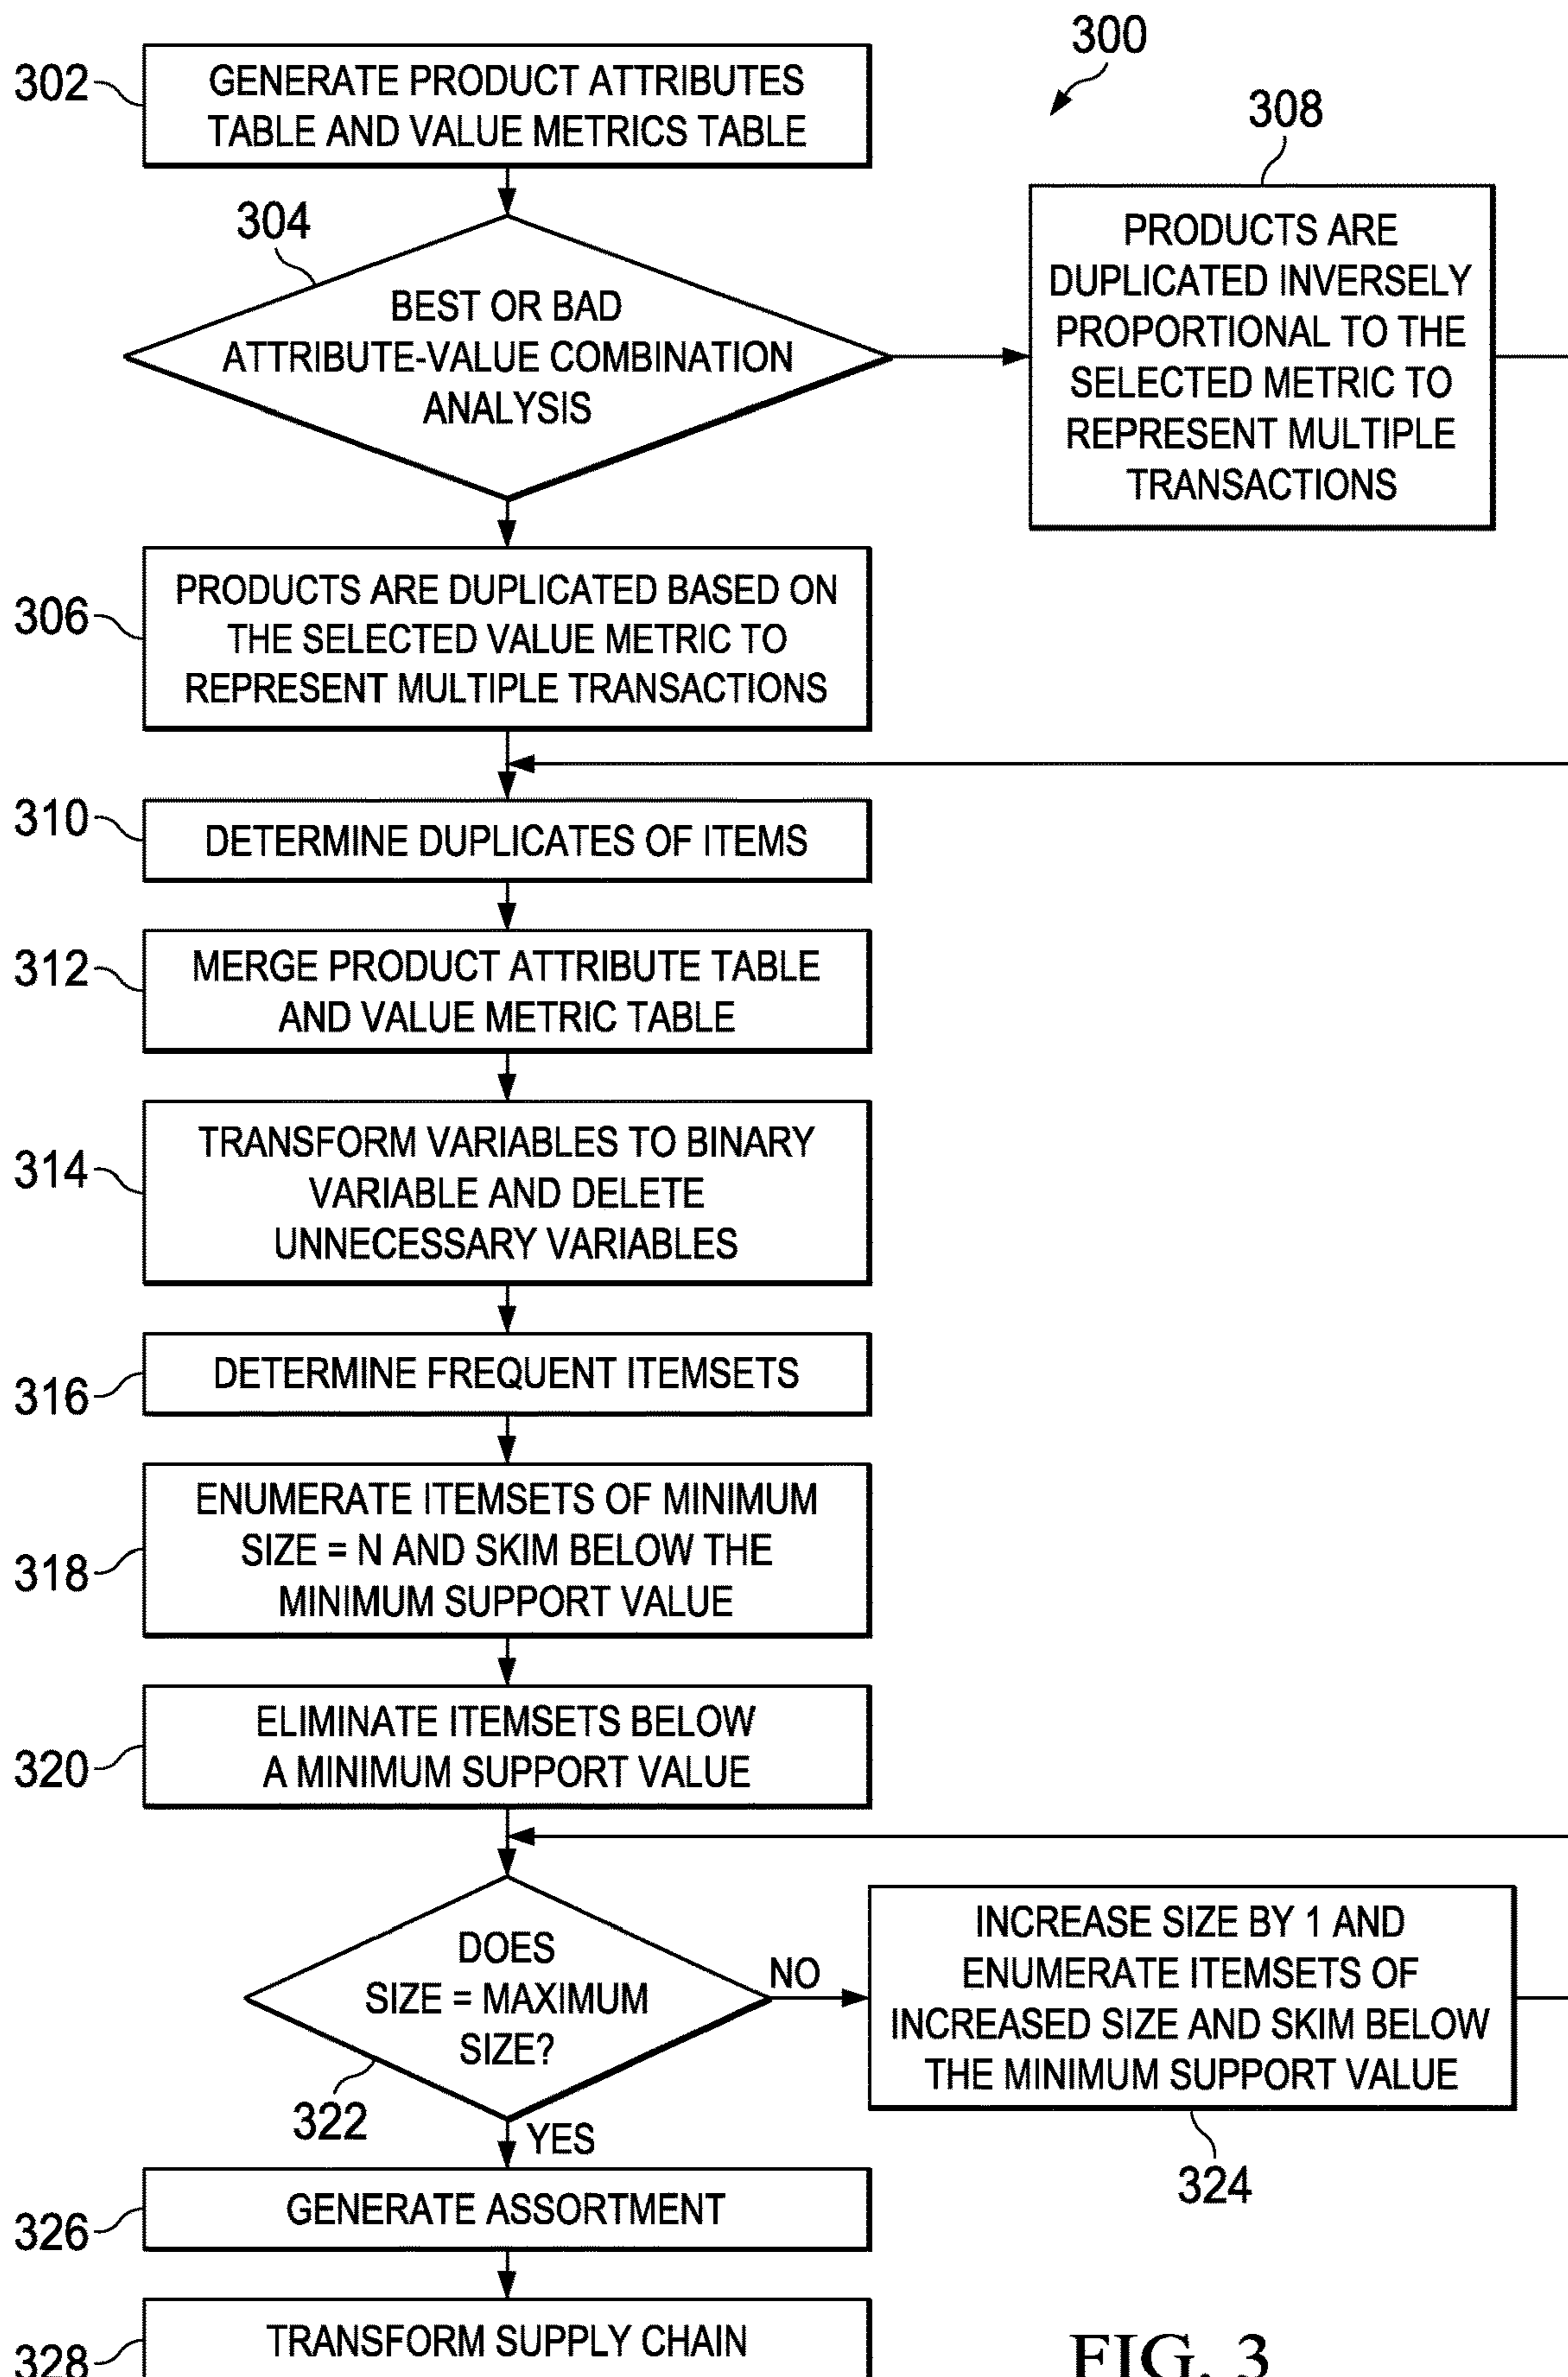 300
302
GENERATE PRODUCT ATTRIBUTES
TABLE AND VALUE METRICS TABLE
304
BEST OR BAD
ATTRIBUTE-VALUE COMBINATION
ANALYSIS
308
PRODUCTS ARE
DUPLICATED INVERSELY
PROPORTIONAL TO THE
SELECTED METRIC TO
REPRESENT MULTIPLE
TRANSACTIONS
306
PRODUCTS ARE DUPLICATED BASED ON
THE SELECTED VALUE METRIC TO
REPRESENT MULTIPLE TRANSACTIONS
310
DETERMINE DUPLICATES OF ITEMS
312
MERGE PRODUCT ATTRIBUTE TABLE
AND VALUE METRIC TABLE
314
TRANSFORM VARIABLES TO BINARY
VARIABLE AND DELETE
UNNECESSARY VARIABLES
316
DETERMINE FREQUENT ITEMSETS
318
ENUMERATE ITEMSETS OF MINIMUM
SIZE = N AND SKIM BELOW THE
MINIMUM SUPPORT VALUE
320
ELIMINATE ITEMSETS BELOW
A MINIMUM SUPPORT VALUE
DOES
SIZE = MAXIMUM
SIZE?
322
NO
INCREASE SIZE BY 1 AND
ENUMERATE ITEMSETS OF
INCREASED SIZE AND SKIM BELOW
THE MINIMUM SUPPORT VALUE
324
YES
326
GENERATE ASSORTMENT
328
TRANSFORM SUPPLY CHAIN
FIG. 3